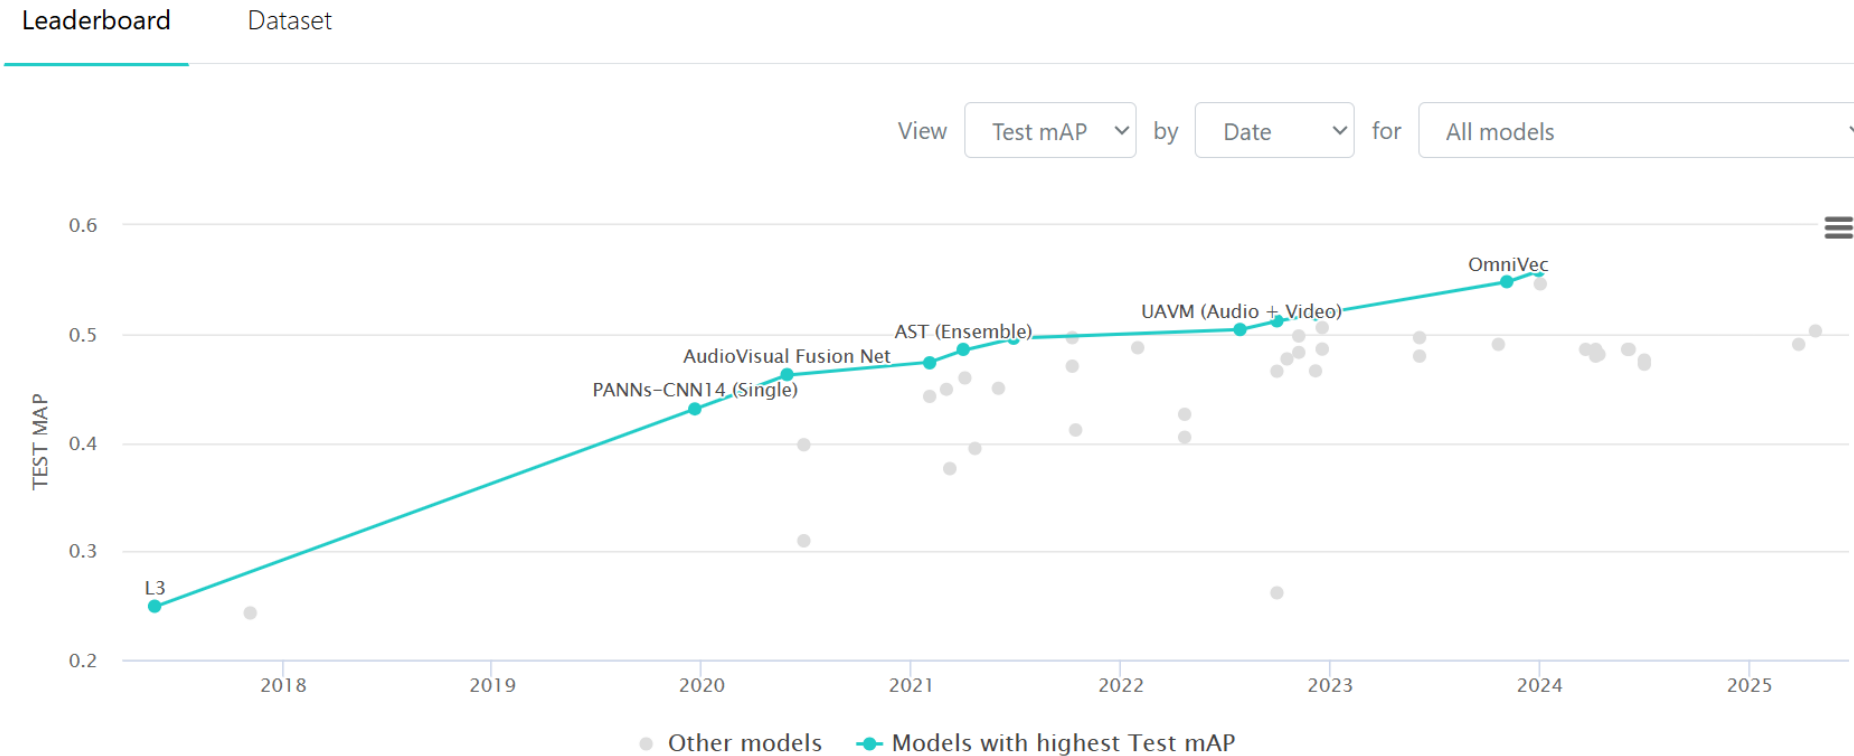 Leaderboard Dataset
View Test mAP by Date for All models
0.6
0.5
0.4
0.3
0.2
TEST MAP
OmniVec
UAVM (Audio + Video)
AST (Ensemble)
AudioVisual Fusion Net
PANNs-CNN14 (Single)
L3
2018 2019 2020 2021 2022 2023 2024 2025
Other models Models with highest Test mAP